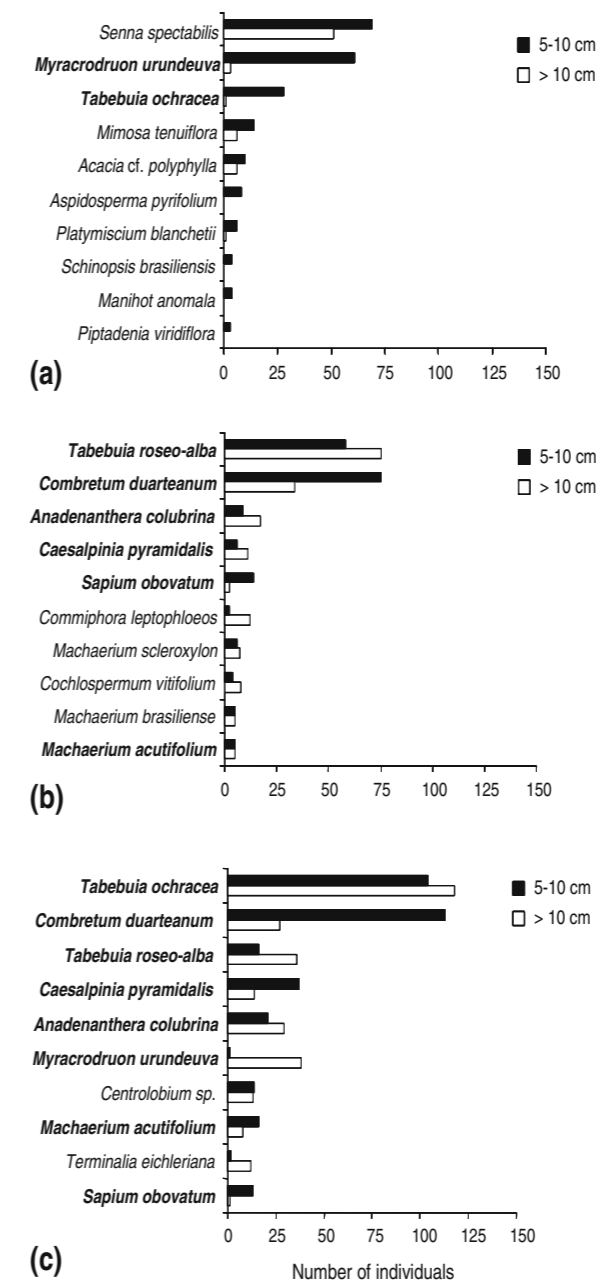 Senna spectabilis
5-10 cm
Myracrodruon urundeuva
> 10 cm
Tabebuia ochracea
Mimosa tenuiflora
Acacia cf. polyphylla
Aspidosperma pyrifolium
Platymiscium blanchetii
Schinopsis brasiliensis
Manihot anomala
Piptadenia viridiflora
(a)
0 25 50 75 100 125 150
Tabebuia roseo-alba
5-10 cm
Combretum duarteanum
> 10 cm
Anadenanthera colubrina
Caesalpinia pyramidalis
Sapium obovatum
Commiphora leptophloeos
Machaerium scleroxylon
Cochlospermum vitifolium
Machaerium brasiliense
Machaerium acutifolium
(b)
0 25 50 75 100 125 150
Tabebuia ochracea
5-10 cm
Combretum duarteanum
> 10 cm
Tabebuia roseo-alba
Caesalpinia pyramidalis
Anadenanthera colubrina
Myracrodruon urundeuva
Centrolobium sp.
Machaerium acutifolium
Terminalia eichleriana
Sapium obovatum
0 25 50 75 100 125 150
(c)
Number of individuals